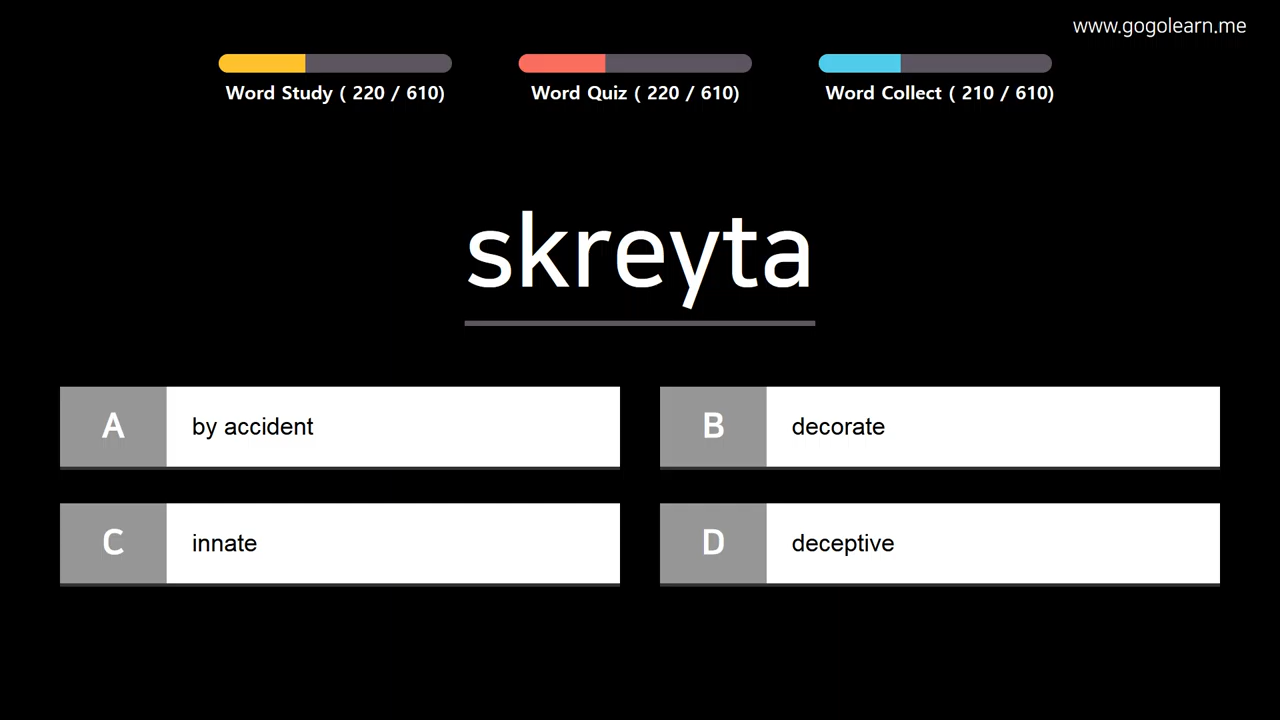 www.gogolearn.me
Word Study ( 220 / 610)
Word Quiz ( 220 / 610)
Word Collect ( 210 / 610)
skreyta
A by accident
B decorate
C innate
D deceptive